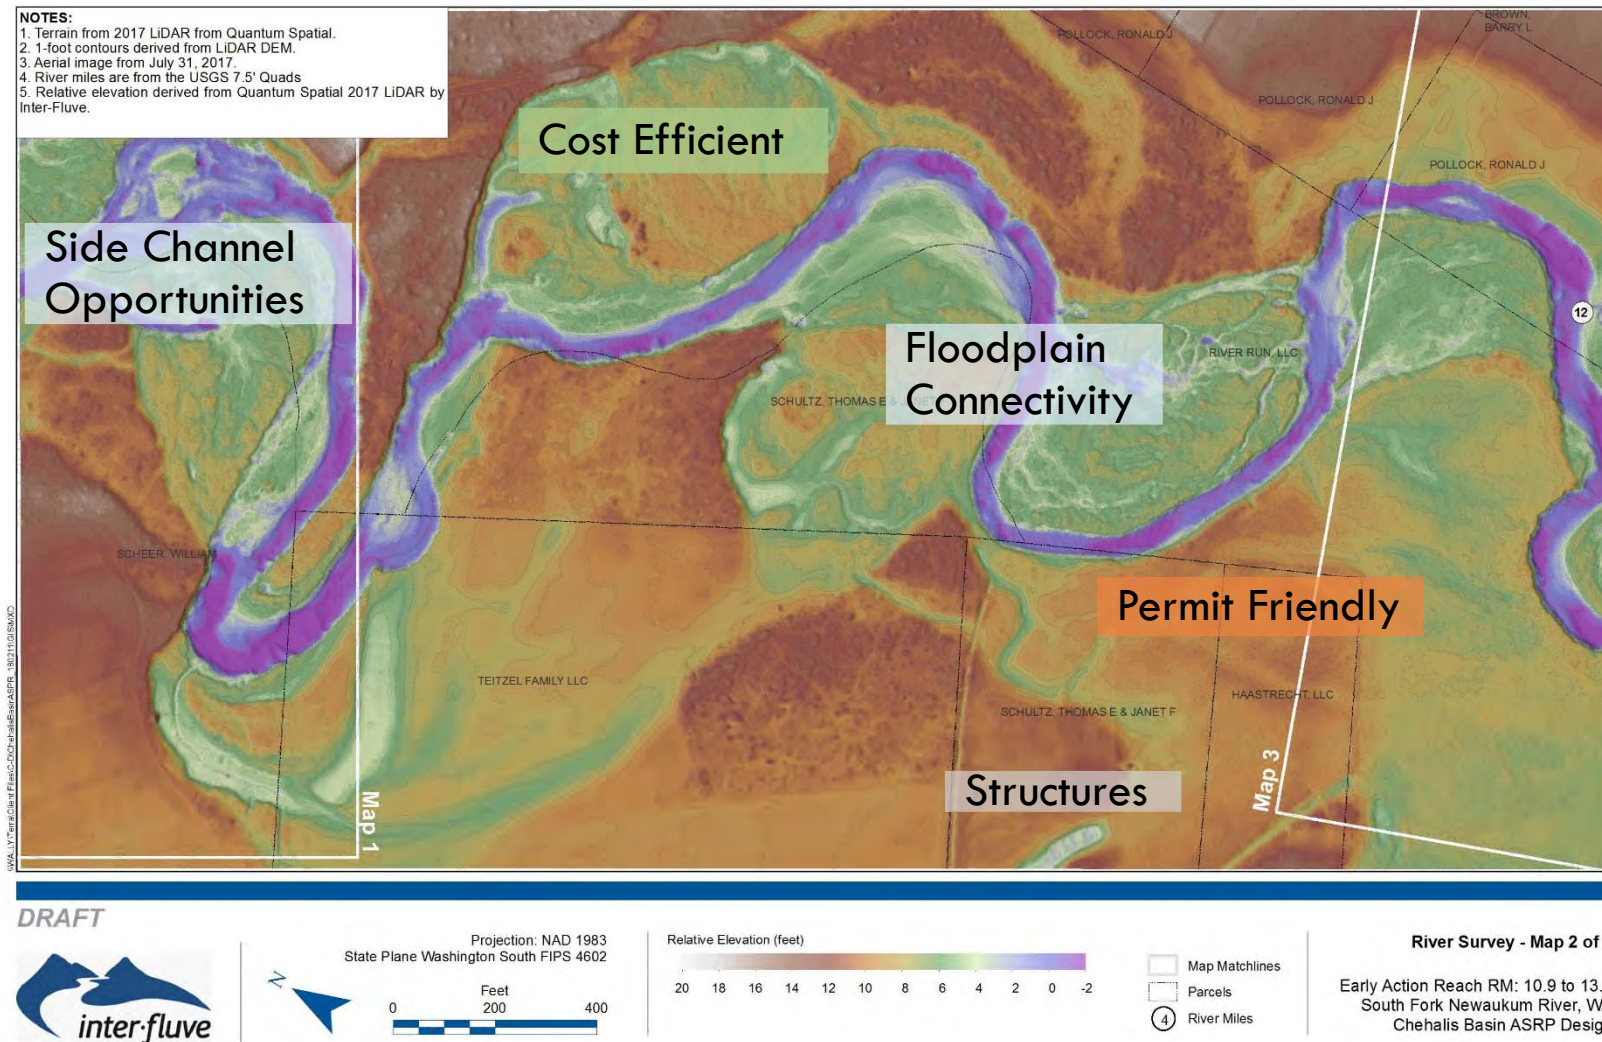 NOTES:
1. Terrain from 2017 LiDAR from Quantum Spatial.
2. 1-foot contours derived from LiDAR DEM.
3. Aerial image from July 31, 2017.
4. River miles are from the USGS 7.5' Quads
5. Relative elevation derived from Quantum Spatial 2017 LiDAR by
Inter-Fluve.
POLLOCK, RONALD J
BROWN,
BARRY L
POLLOCK, RONALD J
POLLOCK, RONALD J
Cost Efficient
Side Channel
Opportunities
12
Floodplain
Connectivity
RIVER RUN, LLC
SCHULTZ, THOMAS E & JANET
SCHEER, WILLIAM
Permit Friendly
TEITZEL FAMILY LLC
HAASTRECHT, LLC
SCHULTZ, THOMAS E & JANET F
Structures
Map 1
Map 3
DRAFT
inter-fluve
Projection: NAD 1983
State Plane Washington South FIPS 4602
N
Feet
0 200 400
Relative Elevation (feet)
20 18 16 14 12 10 8 6 4 2 0 -2
Map Matchlines
Parcels
4 River Miles
River Survey - Map 2 of
Early Action Reach RM: 10.9 to 13.
South Fork Newaukum River, W
Chehalis Basin ASRP Desig